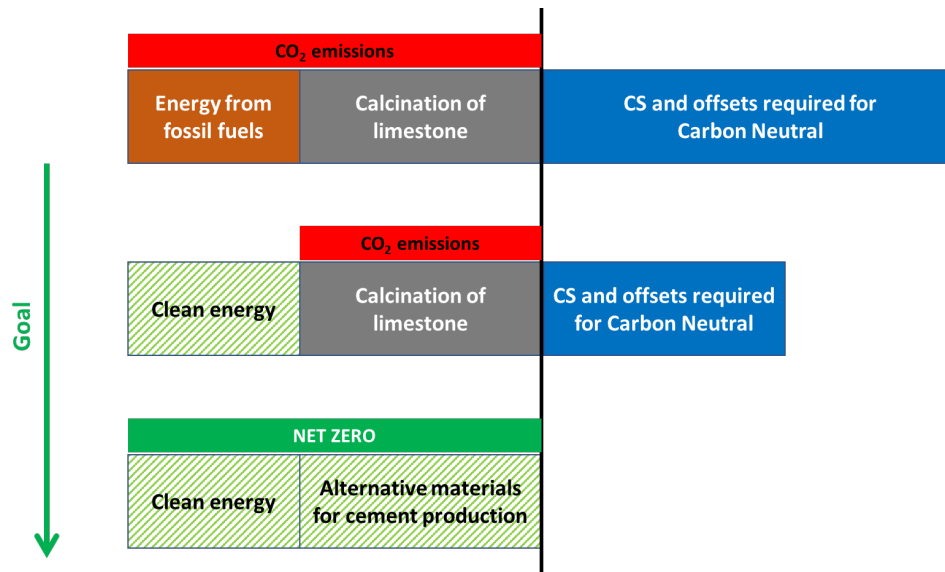 CO₂ emissions
Energy from
fossil fuels
Calcination of
limestone
CS and offsets required for
Carbon Neutral
CO₂ emissions
Clean energy
Calcination of
limestone
CS and offsets required
for Carbon Neutral
Goal
NET ZERO
Clean energy
Alternative materials
for cement production